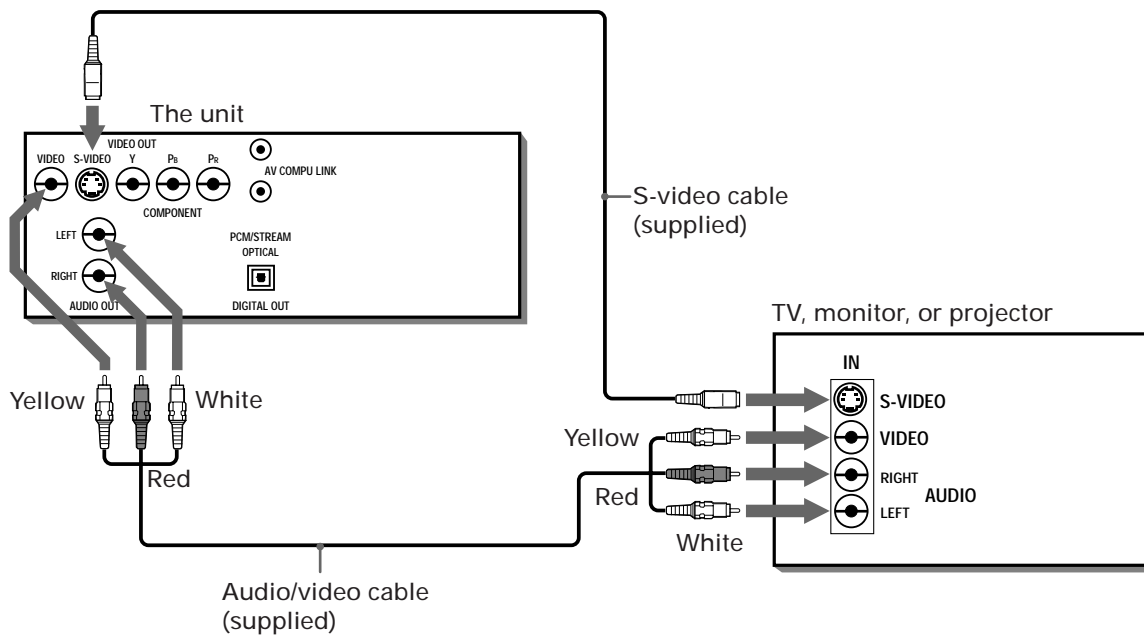 The unit
VIDEO OUT
VIDEO S-VIDEO Y PB PR
AV COMPU LINK
COMPONENT
LEFT
PCM/STREAM
OPTICAL
RIGHT
AUDIO OUT
DIGITAL OUT
S-video cable
(supplied)
TV, monitor, or projector
IN
Yellow
White
Red
S-VIDEO
Yellow
VIDEO
Red
RIGHT
AUDIO
LEFT
White
Audio/video cable
(supplied)